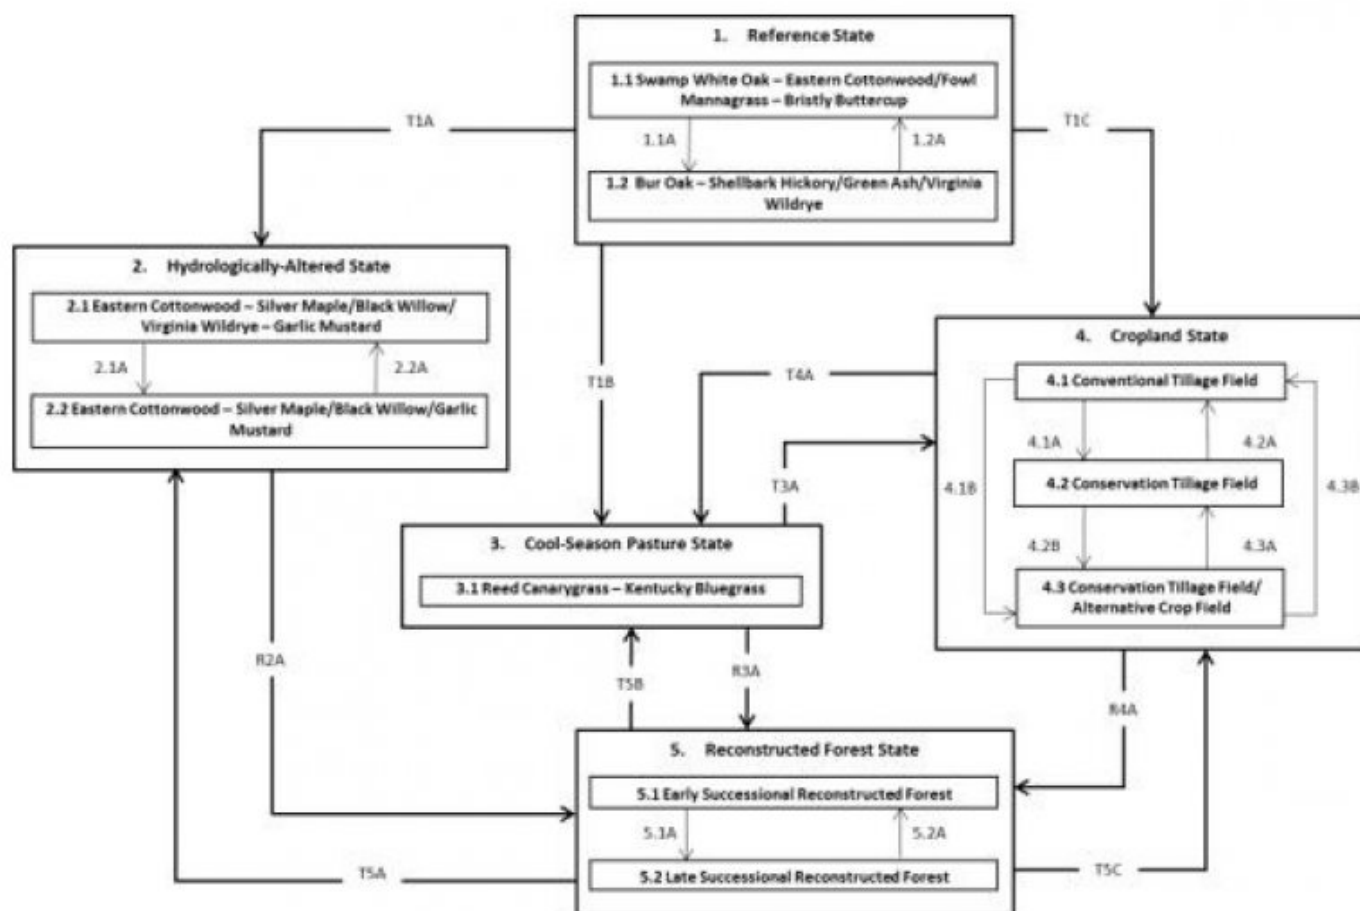 1. Reference State
1.1 Swamp White Oak – Eastern Cottonwood/Fowl
Mannagrass – Bristly Buttercup
T1A
T1C
1.1A
1.2A
1.2 Bur Oak – Shellbark Hickory/Green Ash/Virginia
Wildrye
2. Hydrologically-Altered State
2.1 Eastern Cottonwood – Silver Maple/Black Willow/
Virginia Wildrye – Garlic Mustard
2.1A
2.2A
2.2 Eastern Cottonwood – Silver Maple/Black Willow/Garlic
Mustard
T1B
T4A
T3A
4. Cropland State
4.1 Conventional Tillage Field
4.1A
4.2A
4.1B
4.2 Conservation Tillage Field
4.3B
4.2B
4.3A
4.3 Conservation Tillage Field/
Alternative Crop Field
3. Cool-Season Pasture State
3.1 Reed Canarygrass – Kentucky Bluegrass
R2A
T5B
R3A
R4A
5. Reconstructed Forest State
5.1 Early Successional Reconstructed Forest
5.1A
5.2A
5.2 Late Successional Reconstructed Forest
T5A
T5C